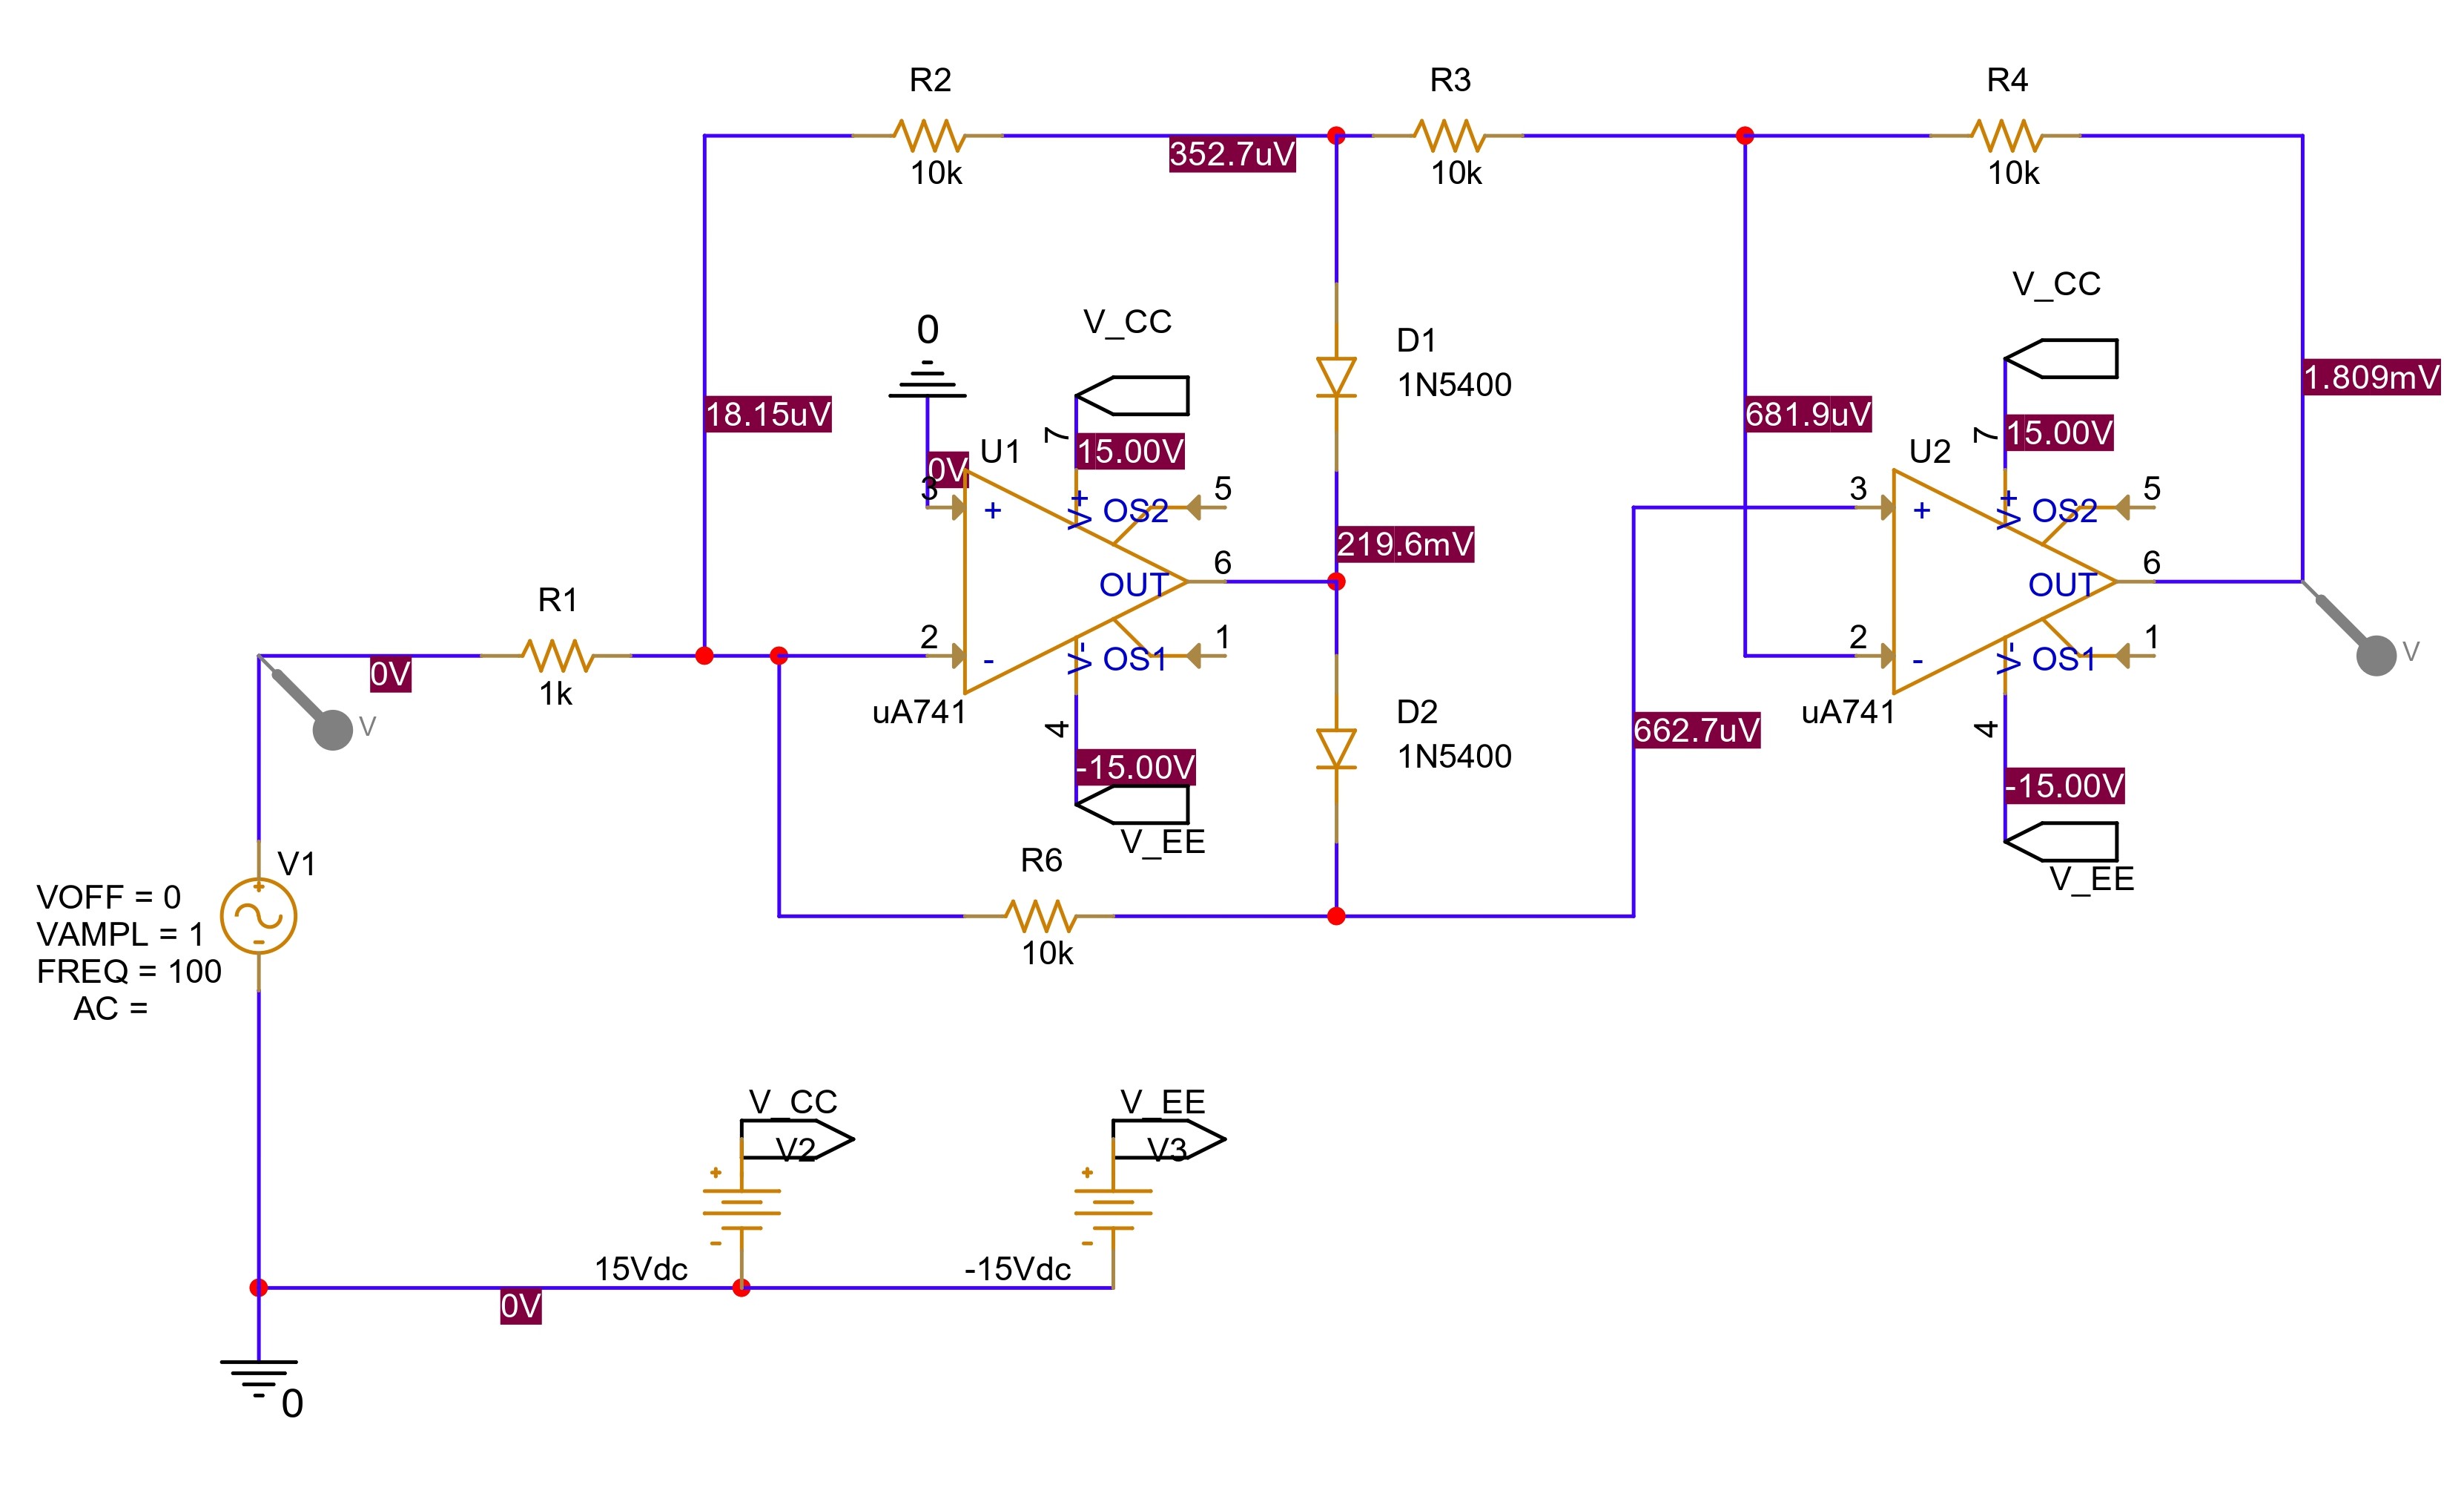 R2
R3
R4
352.7uV
10k
10k
10k
V_CC
0
V_CC
D1
1N5400
1.809mV
18.15uV
681.9uV
7
15.00V
7
15.00V
U1
U2
0V
3
+
V+
OS2
5
3
+
V+
OS2
5
219.6mV
6
OUT
6
OUT
R1
2
-
V-
OS1
1
2
-
V-
OS1
1
V
0V
1k
uA741
D2
1N5400
uA741
V
4
662.7uV
4
-15.00V
-15.00V
V_EE
V_EE
R6
10k
V1
+
-
VOFF = 0
VAMPL = 1
FREQ = 100
AC =
V_CC
V2
V_EE
V3
+
+
-
-
15Vdc
-15Vdc
0V
0